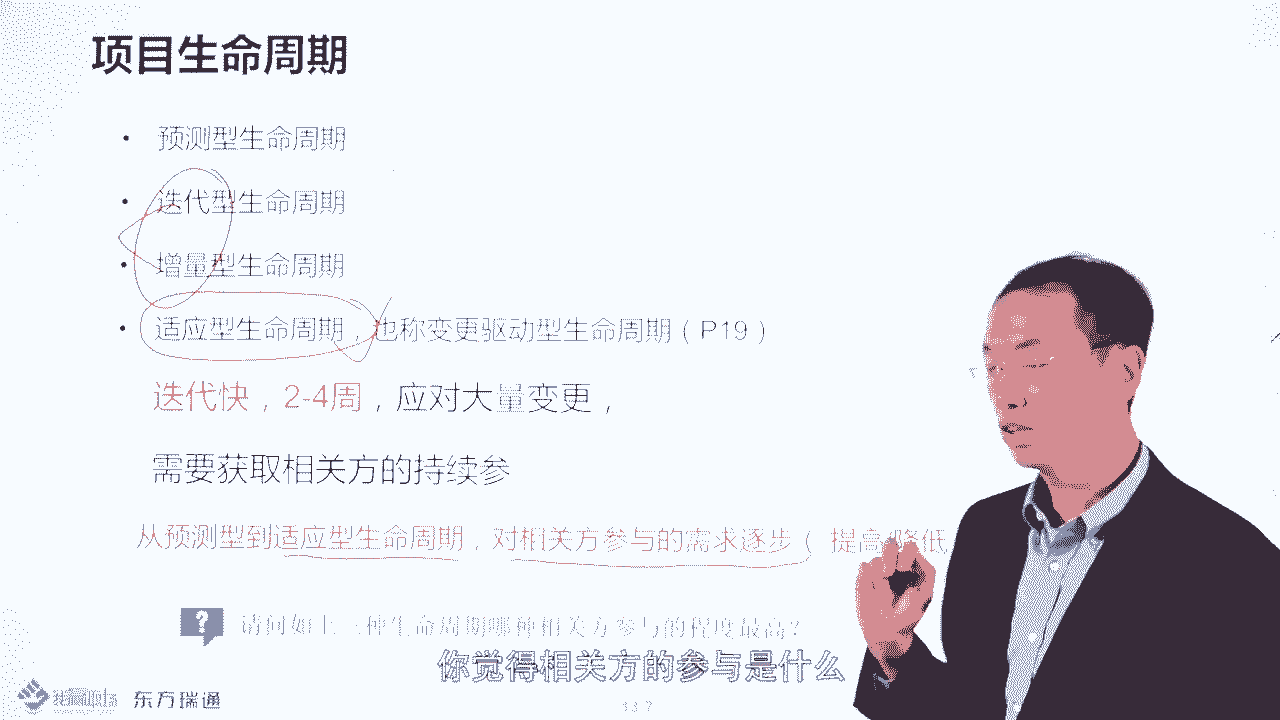 项目生命周期
• 预测型生命周期
• 迭代型生命周期
• 增量型生命周期
• 适应型生命周期，也称变更驱动型生命周期（P19）
迭代快，2-4周，应对大量变更，
需要获取相关方的持续参
从预测型到适应型生命周期，对相关方参与的需求逐步（ 提高/降低
? 请问如上三种生命周期哪种相关方参与的程度最高？
你觉得相关方的参与是什么
东方瑞通